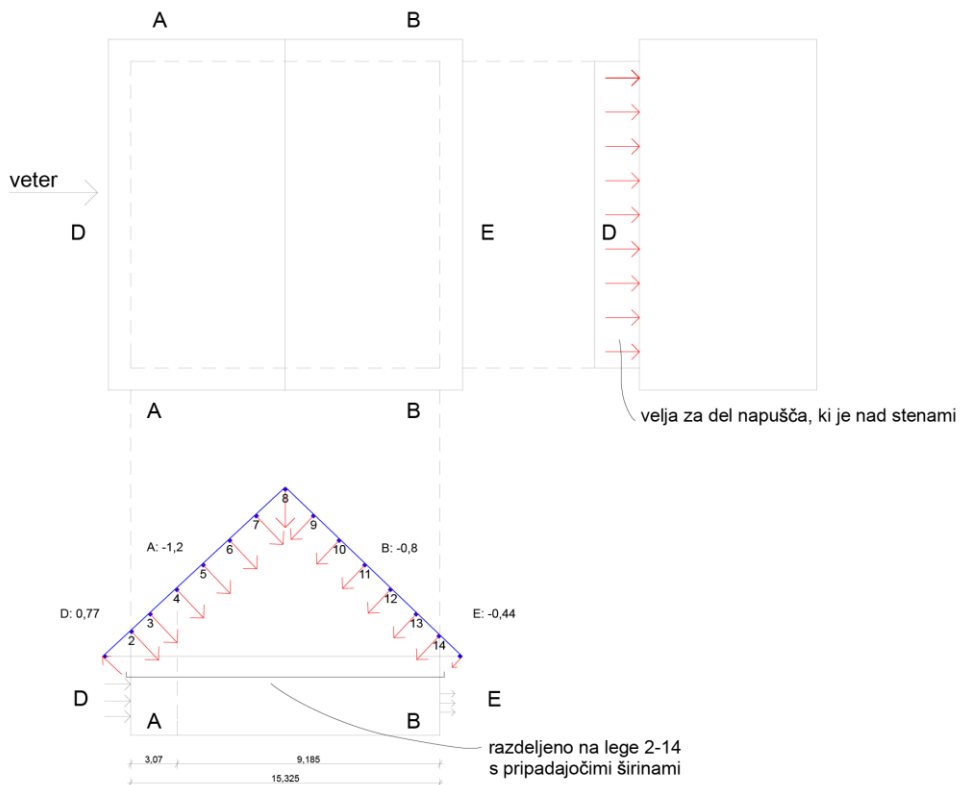 A B
veter
D E D
A B
velja za del napušča, ki je nad stenami
8
7 9
A: -1,2 B: -0,8
6 10
5 11
4 12
D: 0,77 E: -0,44
3 13
2 14
D E
A B
razdeljeno na lege 2-14
s pripadajočimi širinami
3,07 9,185
15,325